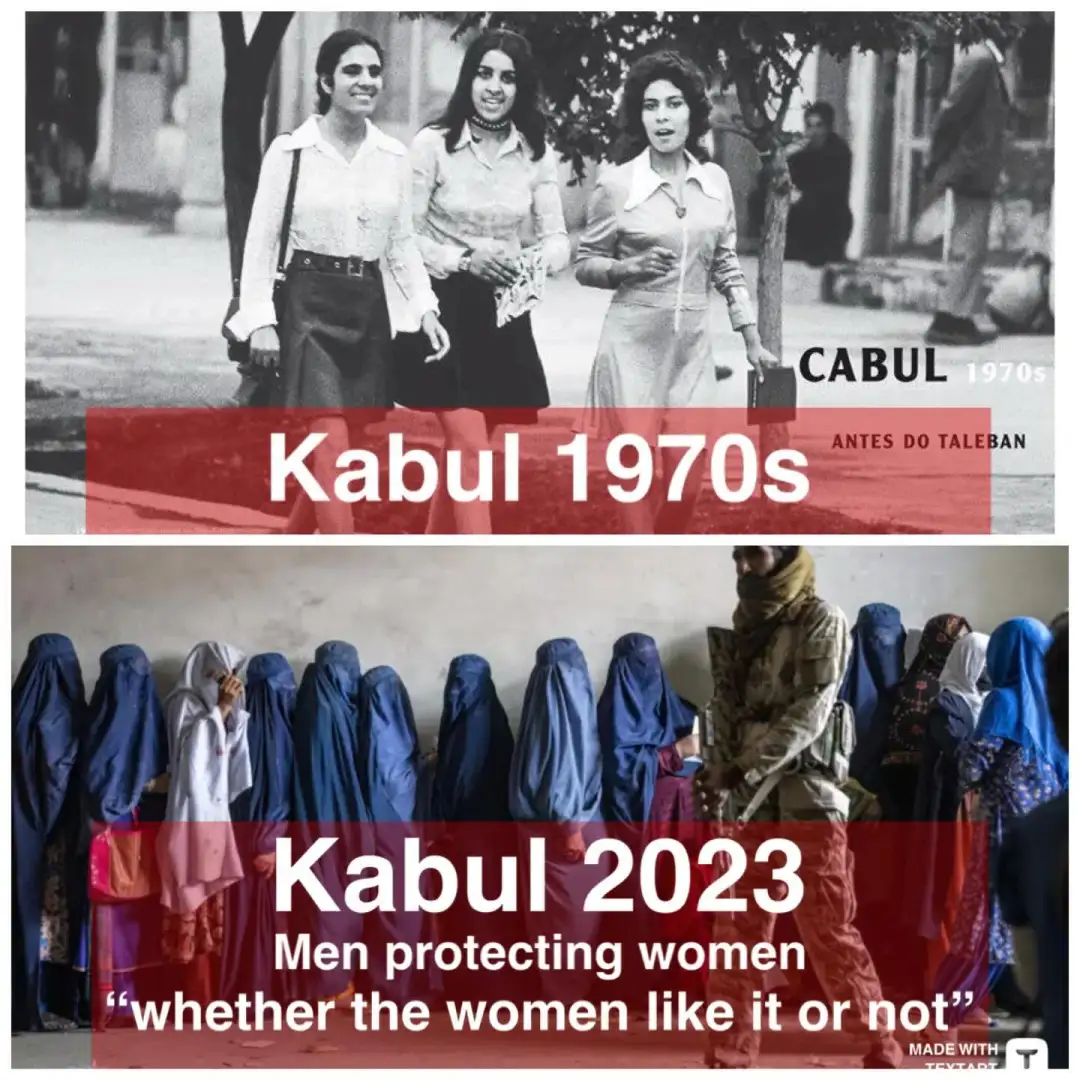 CABUL 1970s
ANTES DO TALEBAN
Kabul 1970s
Kabul 2023
Men protecting women
“whether the women like it or not”
MADE WITH
TEXTART
T